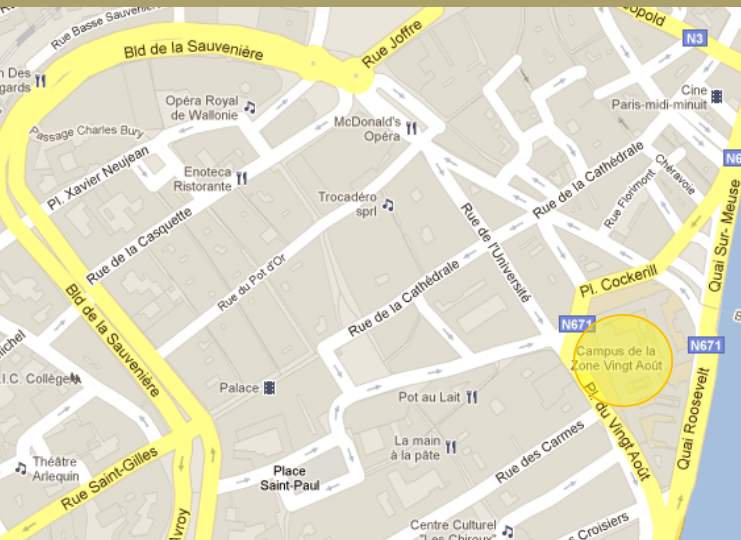 Rue Basse Sauvenière
Bld de la Sauvenière
Rue Joffre
opold
N3
n Des
gards
Opéra Royal
de Wallonie
McDonald's
Opéra
Cine
Paris-midi-minuit
Passage Charles Bury
Pl. Xavier Neujean
Enoteca
Ristorante
Trocadéro
sprl
Rue de la Cathédrale
Chéravoie
Rue Florimont
N6
Rue de la Casquette
Rue du Pot d'Or
Rue de l'Université
Rue de la Cathédrale
Pl. Cockerill
Quai Sur- Meuse
Bld de la Sauvenière
N671
N671
Campus de la
Zone Vingt Août
ichel
.I.C. Collège
Palace
Pot au Lait
Pl. du Vingt Août
Quai Roosevelt
La main
à la pâte
Rue des Carmes
Théâtre
Arlequin
Rue Saint-Gilles
Place
Saint-Paul
Avroy
Centre Culturel
"Les Chiroux"
s Croisiers